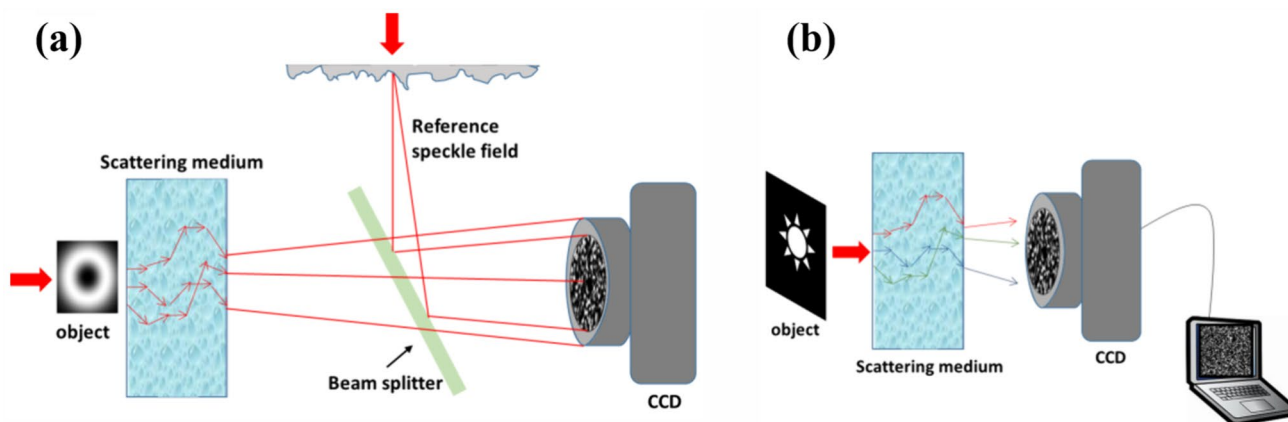 (a)
Reference
speckle field
Scattering medium
object
Beam splitter
CCD
(b)
object
Scattering medium
CCD